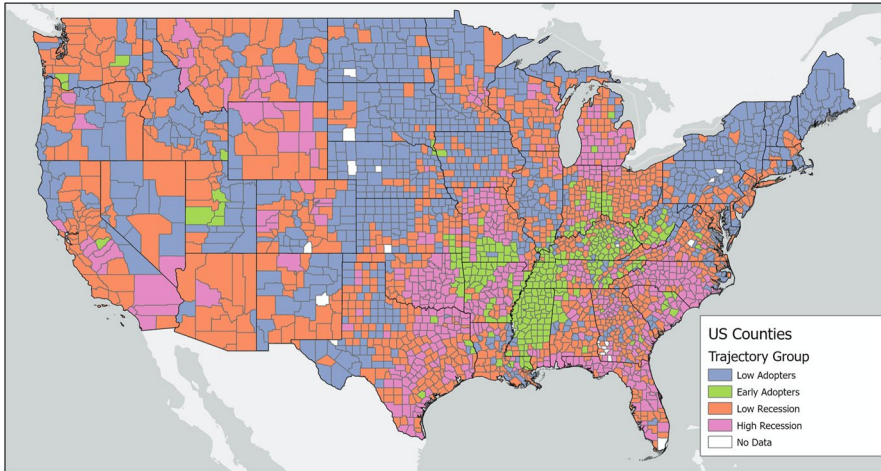 US Counties
Trajectory Group
Low Adopters
Early Adopters
Low Recession
High Recession
No Data